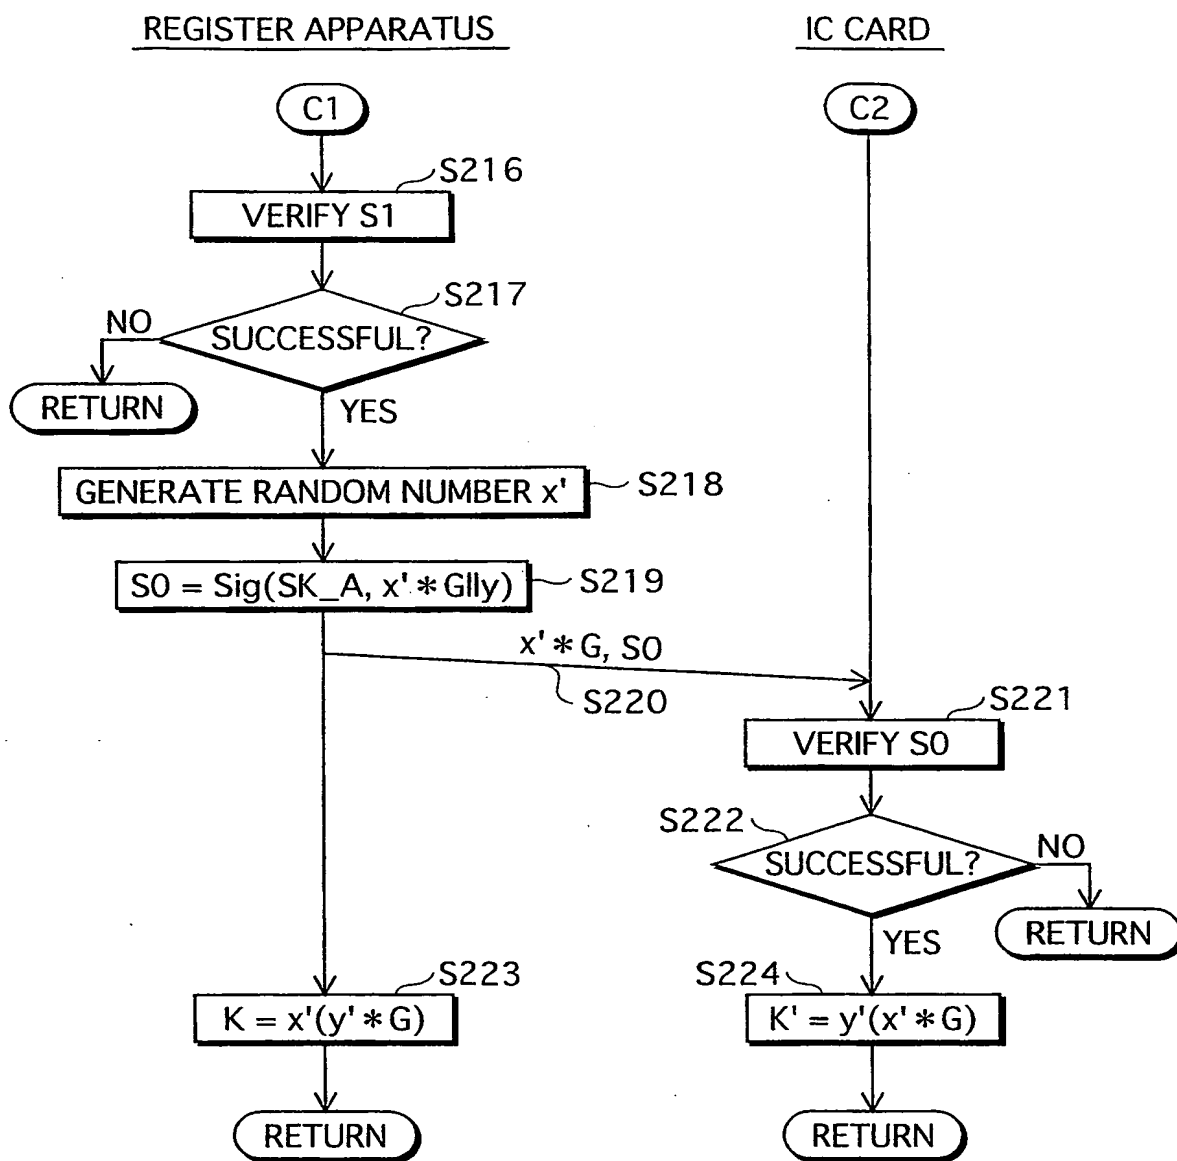 REGISTER APPARATUS
IC CARD
C1
C2
S216
VERIFY S1
S217
NO
SUCCESSFUL?
RETURN
YES
GENERATE RANDOM NUMBER x'
S218
S0 = Sig(SK_A, x'*G||y)
S219
x'*G, S0
S220
S221
VERIFY S0
S222
SUCCESSFUL?
NO
RETURN
YES
S223
K = x'(y'*G)
S224
K' = y'(x'*G)
RETURN
RETURN